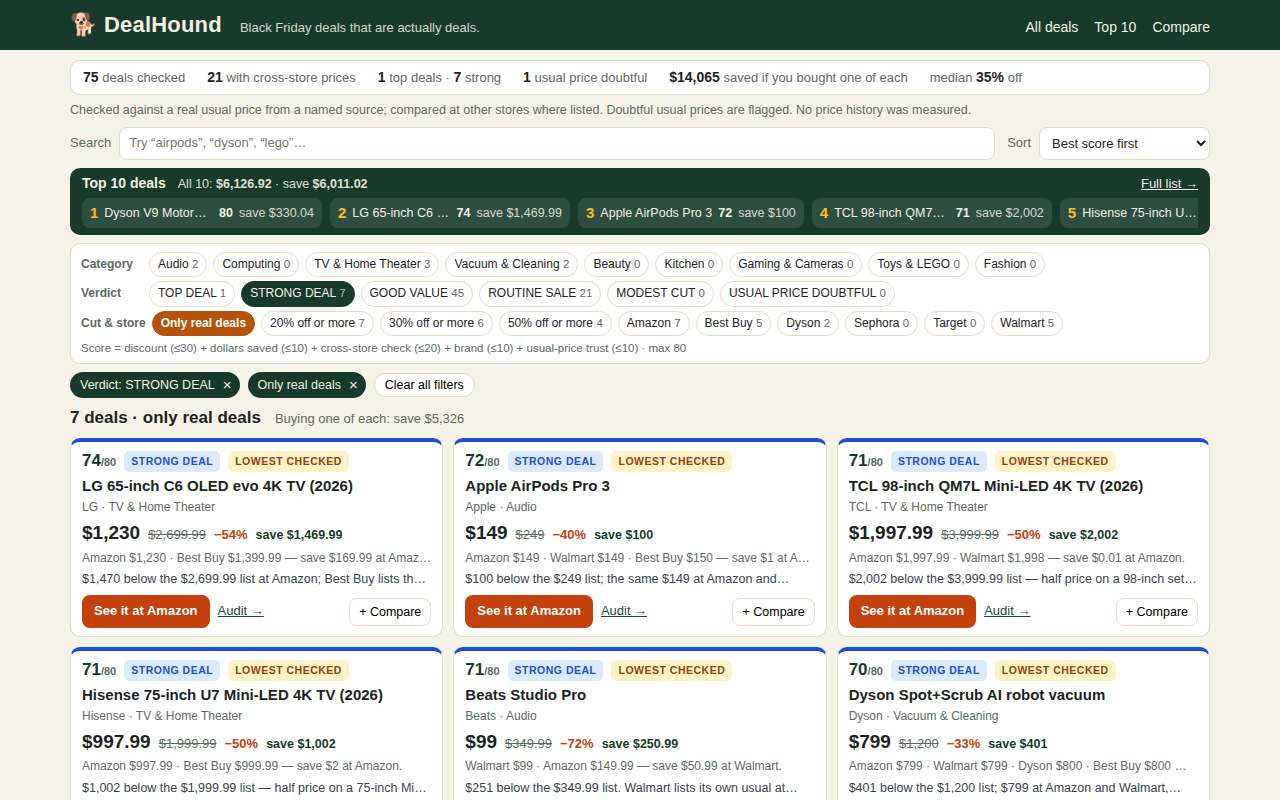 DealHound Black Friday deals that are actually deals. All deals Top 10 Compare
75 deals checked 21 with cross-store prices 1 top deals · 7 strong 1 usual price doubtful $14,065 saved if you bought one of each median 35% off
Checked against a real usual price from a named source; compared at other stores where listed. Doubtful usual prices are flagged. No price history was measured.
Search Try “airpods”, “dyson”, “lego”… Sort Best score first
Top 10 deals All 10: $6,126.92 · save $6,011.02 Full list →
1 Dyson V9 Motor… 80 save $330.04 2 LG 65-inch C6 … 74 save $1,469.99 3 Apple AirPods Pro 3 72 save $100 4 TCL 98-inch QM7… 71 save $2,002 5 Hisense 75-inch U…
Category Audio 2 Computing 0 TV & Home Theater 3 Vacuum & Cleaning 2 Beauty 0 Kitchen 0 Gaming & Cameras 0 Toys & LEGO 0 Fashion 0
Verdict TOP DEAL 1 STRONG DEAL 7 GOOD VALUE 45 ROUTINE SALE 21 MODEST CUT 0 USUAL PRICE DOUBTFUL 0
Cut & store Only real deals 20% off or more 7 30% off or more 6 50% off or more 4 Amazon 7 Best Buy 5 Dyson 2 Sephora 0 Target 0 Walmart 5
Score = discount (≤30) + dollars saved (≤10) + cross-store check (≤20) + brand (≤10) + usual-price trust (≤10) · max 80
Verdict: STRONG DEAL × Only real deals × Clear all filters
7 deals · only real deals Buying one of each: save $5,326
74/80 STRONG DEAL LOWEST CHECKED
LG 65-inch C6 OLED evo 4K TV (2026)
LG · TV & Home Theater
$1,230 $2,699.99 −54% save $1,469.99
Amazon $1,230 · Best Buy $1,399.99 — save $169.99 at Amaz…
$1,470 below the $2,699.99 list at Amazon; Best Buy lists th…
See it at Amazon Audit → + Compare
72/80 STRONG DEAL LOWEST CHECKED
Apple AirPods Pro 3
Apple · Audio
$149 $249 −40% save $100
Amazon $149 · Walmart $149 · Best Buy $150 — save $1 at A…
$100 below the $249 list; the same $149 at Amazon and…
See it at Amazon Audit → + Compare
71/80 STRONG DEAL LOWEST CHECKED
TCL 98-inch QM7L Mini-LED 4K TV (2026)
TCL · TV & Home Theater
$1,997.99 $3,999.99 −50% save $2,002
Amazon $1,997.99 · Walmart $1,998 — save $0.01 at Amazon.
$2,002 below the $3,999.99 list — half price on a 98-inch set…
See it at Amazon Audit → + Compare
71/80 STRONG DEAL LOWEST CHECKED
Hisense 75-inch U7 Mini-LED 4K TV (2026)
Hisense · TV & Home Theater
$997.99 $1,999.99 −50% save $1,002
Amazon $997.99 · Best Buy $999.99 — save $2 at Amazon.
$1,002 below the $1,999.99 list — half price on a 75-inch Mi…
71/80 STRONG DEAL LOWEST CHECKED
Beats Studio Pro
Beats · Audio
$99 $349.99 −72% save $250.99
Walmart $99 · Amazon $149.99 — save $50.99 at Walmart.
$251 below the $349.99 list. Walmart lists its own usual at…
70/80 STRONG DEAL LOWEST CHECKED
Dyson Spot+Scrub AI robot vacuum
Dyson · Vacuum & Cleaning
$799 $1,200 −33% save $401
Amazon $799 · Walmart $799 · Dyson $800 · Best Buy $800 …
$401 below the $1,200 list; $799 at Amazon and Walmart,…